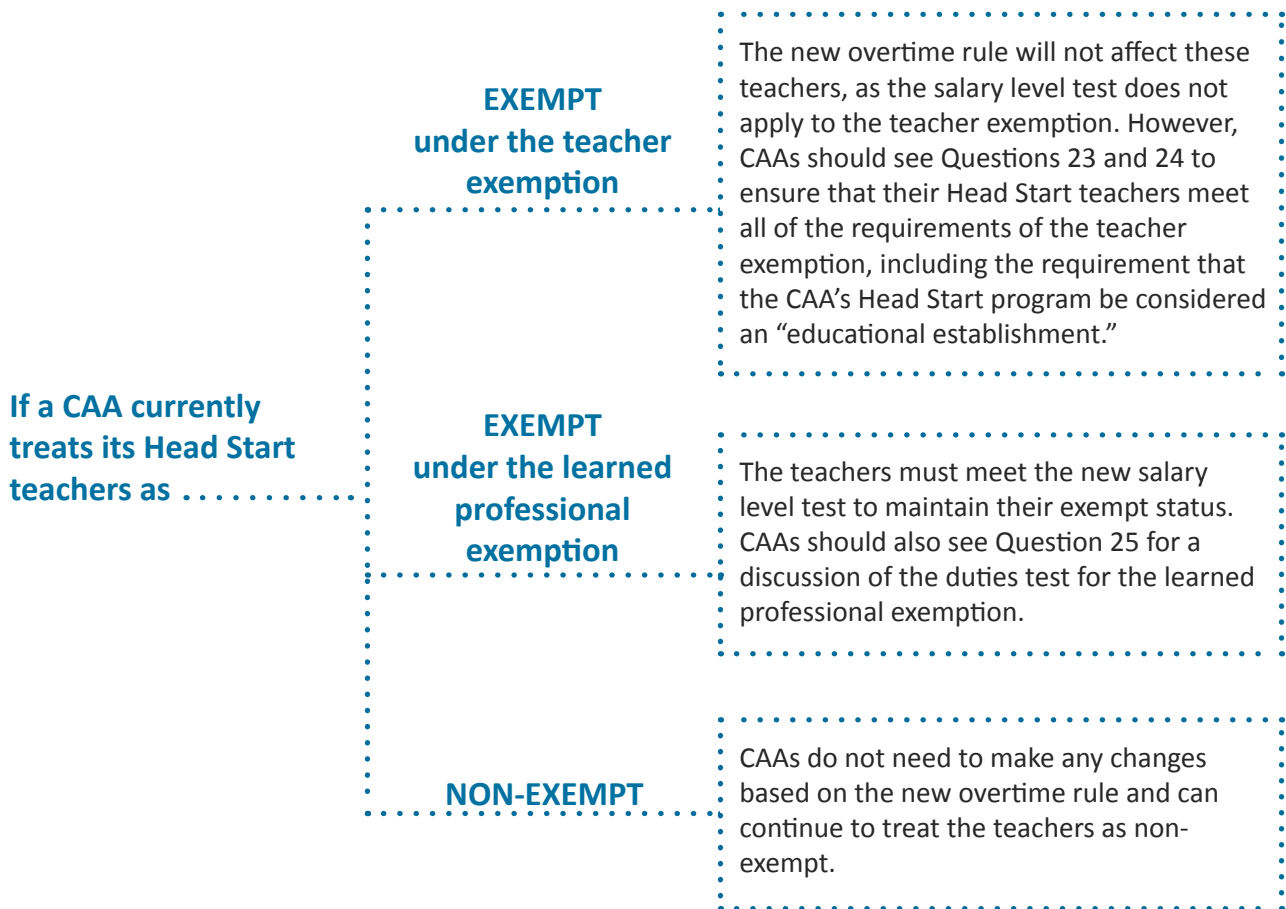 If a CAA currently
treats its Head Start
teachers as
EXEMPT
under the teacher
exemption
The new overtime rule will not affect these
teachers, as the salary level test does not
apply to the teacher exemption. However,
CAAs should see Questions 23 and 24 to
ensure that their Head Start teachers meet
all of the requirements of the teacher
exemption, including the requirement that
the CAA’s Head Start program be considered
an “educational establishment.”
EXEMPT
under the learned
professional
exemption
The teachers must meet the new salary
level test to maintain their exempt status.
CAAs should also see Question 25 for a
discussion of the duties test for the learned
professional exemption.
NON-EXEMPT
CAAs do not need to make any changes
based on the new overtime rule and can
continue to treat the teachers as non-
exempt.